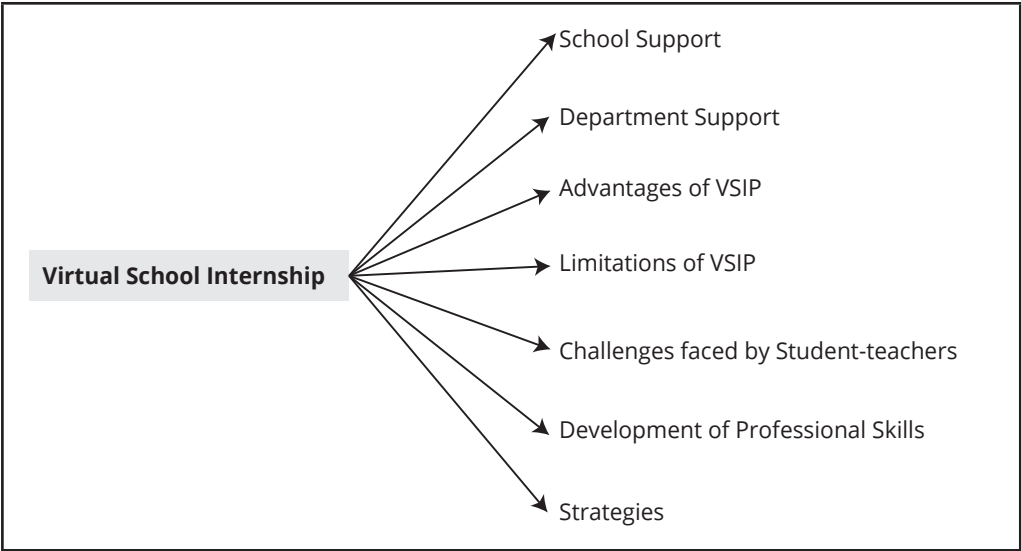 School Support
Department Support
Advantages of VSIP
Limitations of VSIP
Virtual School Internship
Challenges faced by Student-teachers
Development of Professional Skills
Strategies